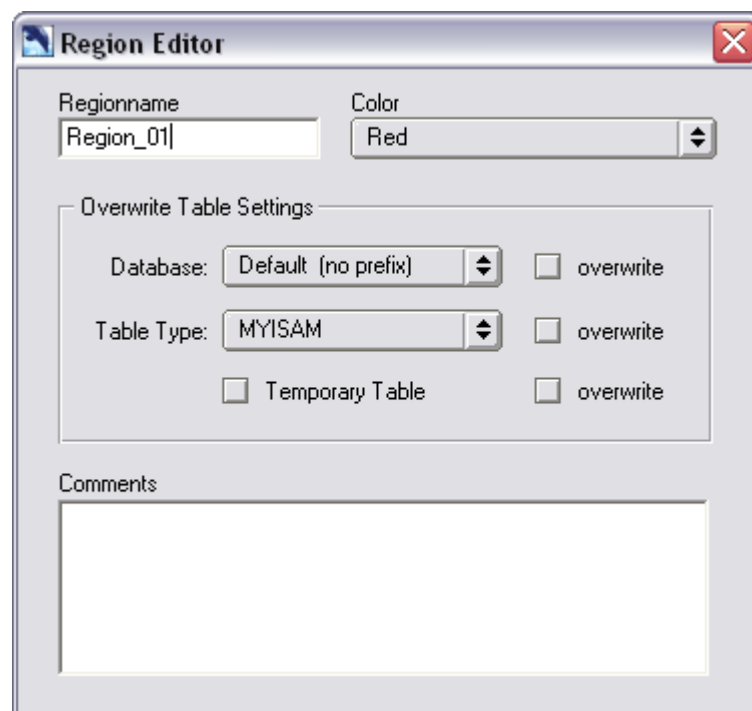 Region Editor
Regionname Color
Region_01 Red
Overwrite Table Settings
Database: Default (no prefix) overwrite
Table Type: MYISAM overwrite
Temporary Table overwrite
Comments